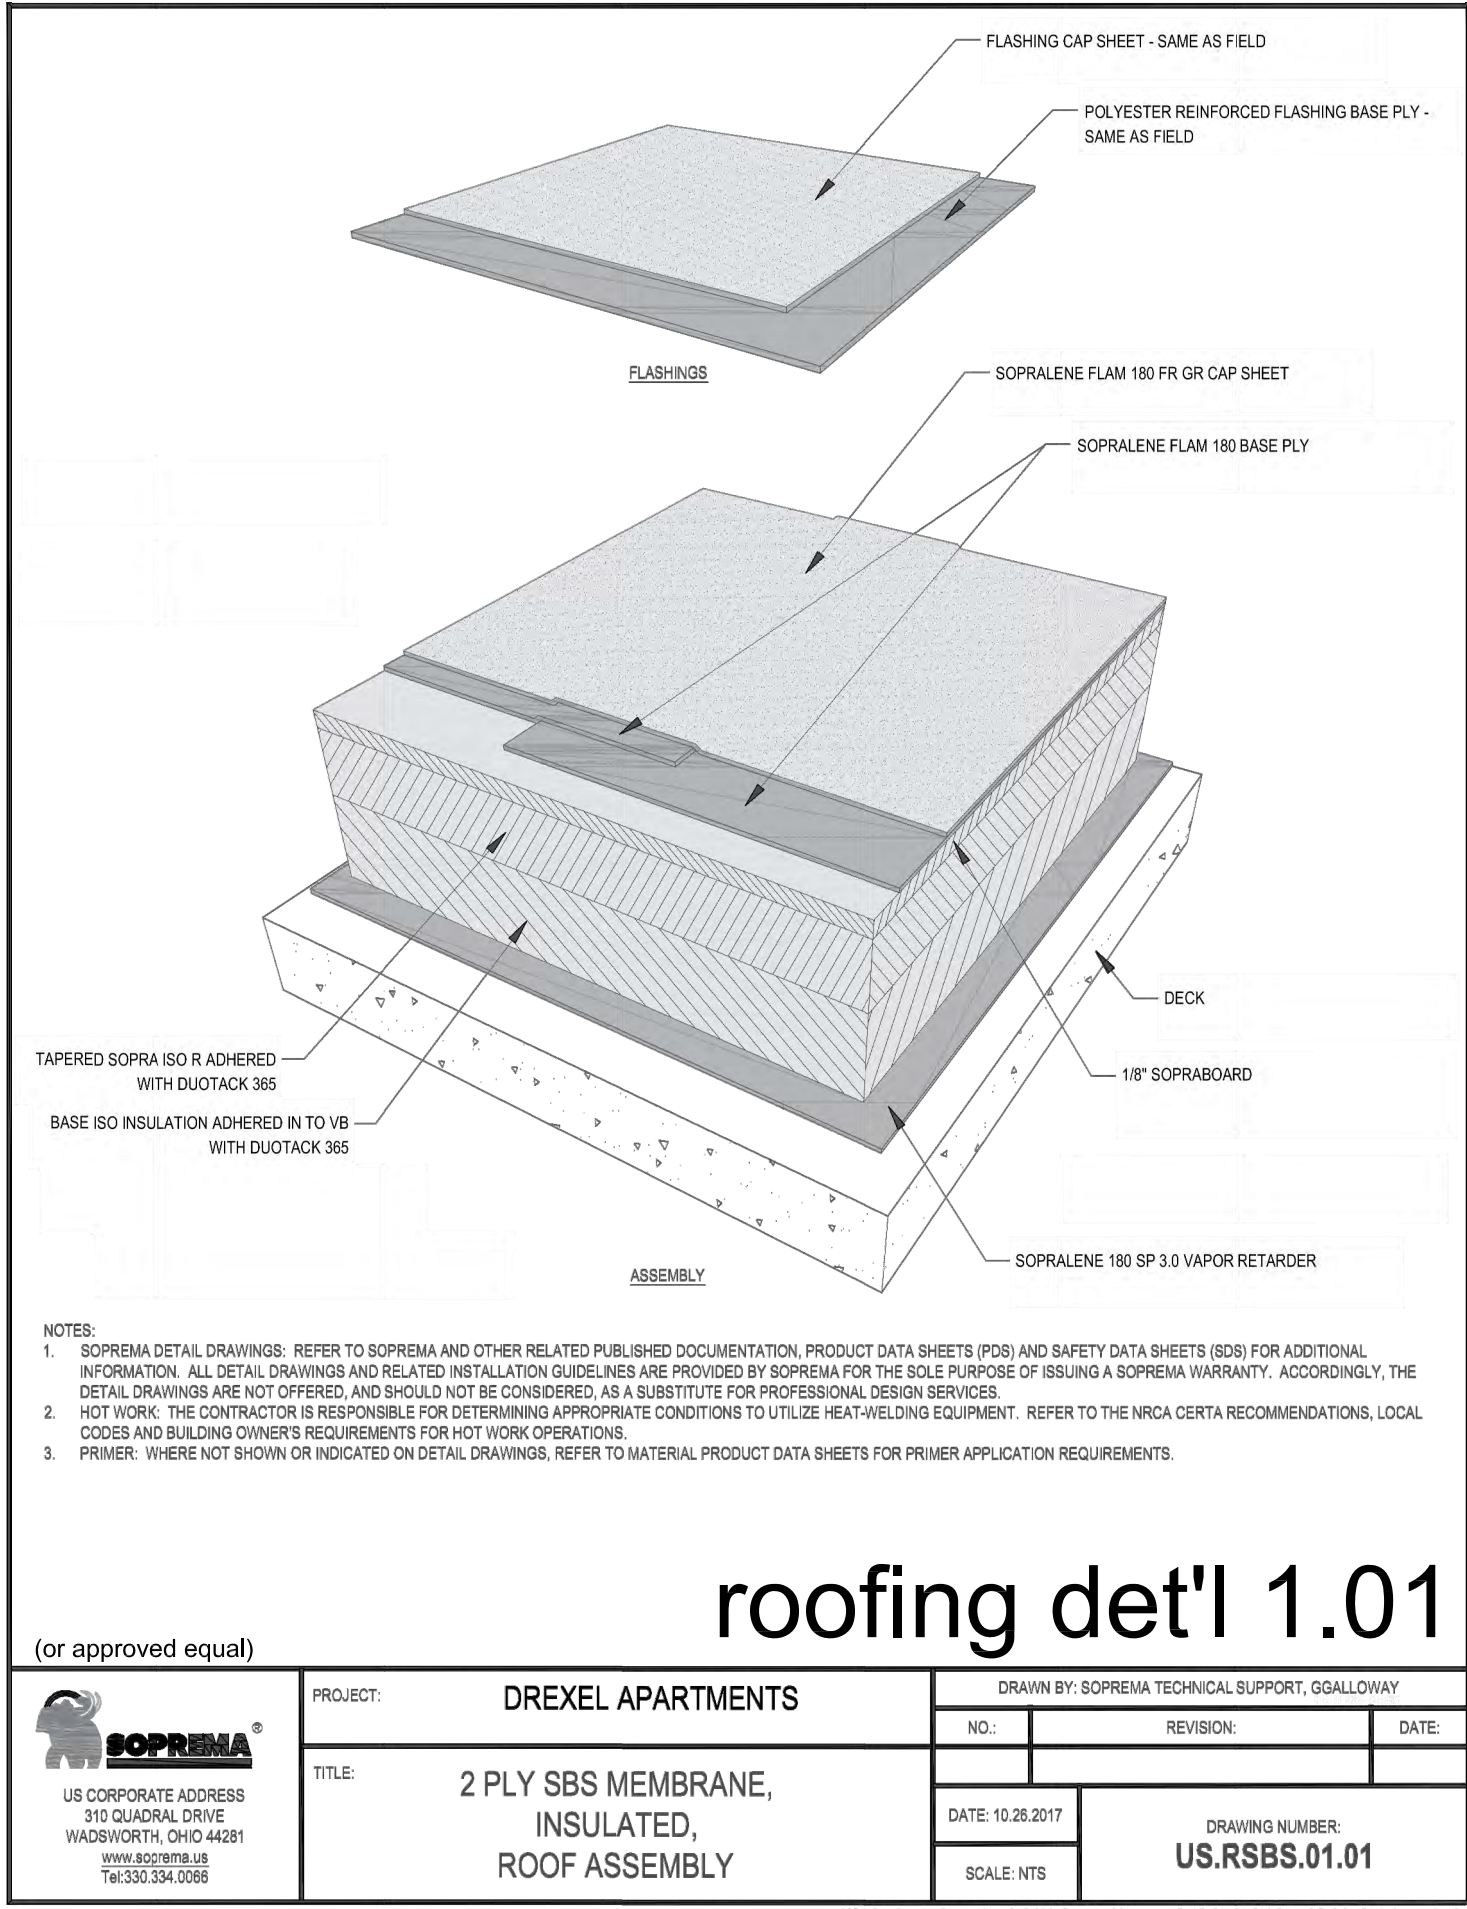 FLASHING CAP SHEET - SAME AS FIELD
POLYESTER REINFORCED FLASHING BASE PLY -
SAME AS FIELD
FLASHINGS
SOPRALENE FLAM 180 FR GR CAP SHEET
SOPRALENE FLAM 180 BASE PLY
TAPERED SOPRA ISO R ADHERED
WITH DUOTACK 365
BASE ISO INSULATION ADHERED IN TO VB
WITH DUOTACK 365
DECK
1/8" SOPRABOARD
SOPRALENE 180 SP 3.0 VAPOR RETARDER
ASSEMBLY
NOTES:
1. SOPREMA DETAIL DRAWINGS: REFER TO SOPREMA AND OTHER RELATED PUBLISHED DOCUMENTATION, PRODUCT DATA SHEETS (PDS) AND SAFETY DATA SHEETS (SDS) FOR ADDITIONAL
INFORMATION. ALL DETAIL DRAWINGS AND RELATED INSTALLATION GUIDELINES ARE PROVIDED BY SOPREMA FOR THE SOLE PURPOSE OF ISSUING A SOPREMA WARRANTY. ACCORDINGLY, THE
DETAIL DRAWINGS ARE NOT OFFERED, AND SHOULD NOT BE CONSIDERED, AS A SUBSTITUTE FOR PROFESSIONAL DESIGN SERVICES.
2. HOT WORK: THE CONTRACTOR IS RESPONSIBLE FOR DETERMINING APPROPRIATE CONDITIONS TO UTILIZE HEAT-WELDING EQUIPMENT. REFER TO THE NRCA CERTA RECOMMENDATIONS, LOCAL
CODES AND BUILDING OWNER'S REQUIREMENTS FOR HOT WORK OPERATIONS.
3. PRIMER: WHERE NOT SHOWN OR INDICATED ON DETAIL DRAWINGS, REFER TO MATERIAL PRODUCT DATA SHEETS FOR PRIMER APPLICATION REQUIREMENTS.
roofing det'l 1.01
(or approved equal)
SOPREMA®
US CORPORATE ADDRESS
310 QUADRAL DRIVE
WADSWORTH, OHIO 44281
www.soprema.us
Tel:330.334.0066
PROJECT: DREXEL APARTMENTS
TITLE: 2 PLY SBS MEMBRANE,
INSULATED,
ROOF ASSEMBLY
DRAWN BY: SOPREMA TECHNICAL SUPPORT, GGALLOWAY
NO.: REVISION: DATE:
DATE: 10.26.2017
SCALE: NTS
DRAWING NUMBER:
US.RSBS.01.01